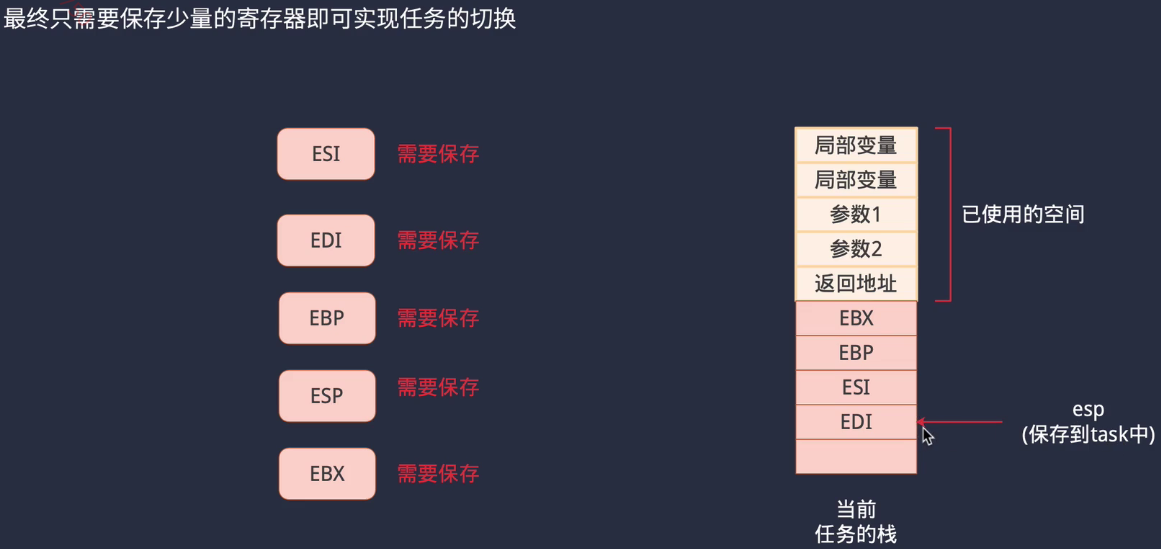 最终只需要保存少量的寄存器即可实现任务的切换
ESI 需要保存
EDI 需要保存
EBP 需要保存
ESP 需要保存
EBX 需要保存
局部变量
局部变量
参数1
参数2
返回地址
已使用的空间
EBX
EBP
ESI
EDI
esp
(保存到task中)
当前
任务的栈